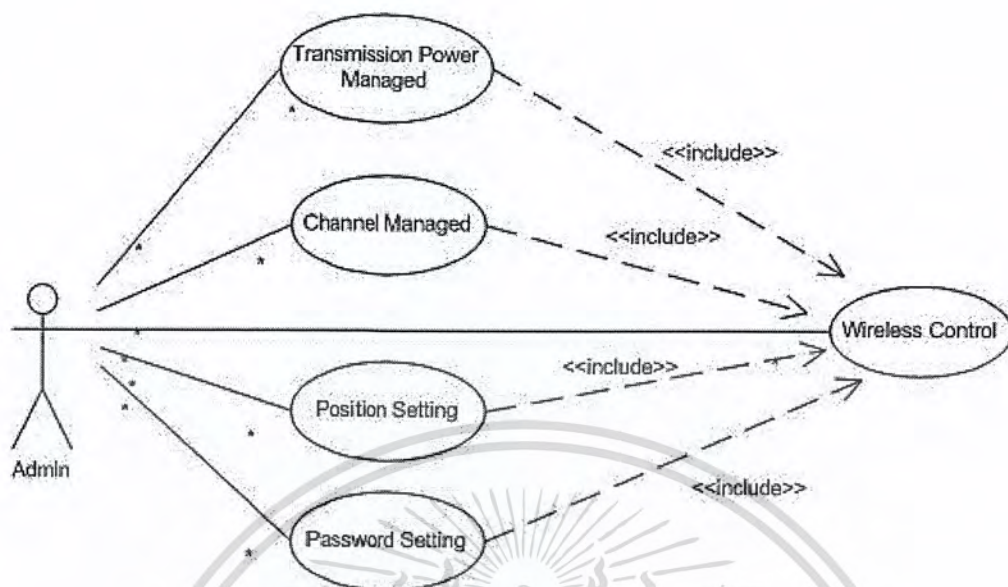 Transmission Power
Managed
*
<<include>>
Channel Managed
<<include>>
*
*
*
Wireless Control
*
<<include>>
*
*
*
Position Setting
*
Admin
<<include>>
Password Setting
*